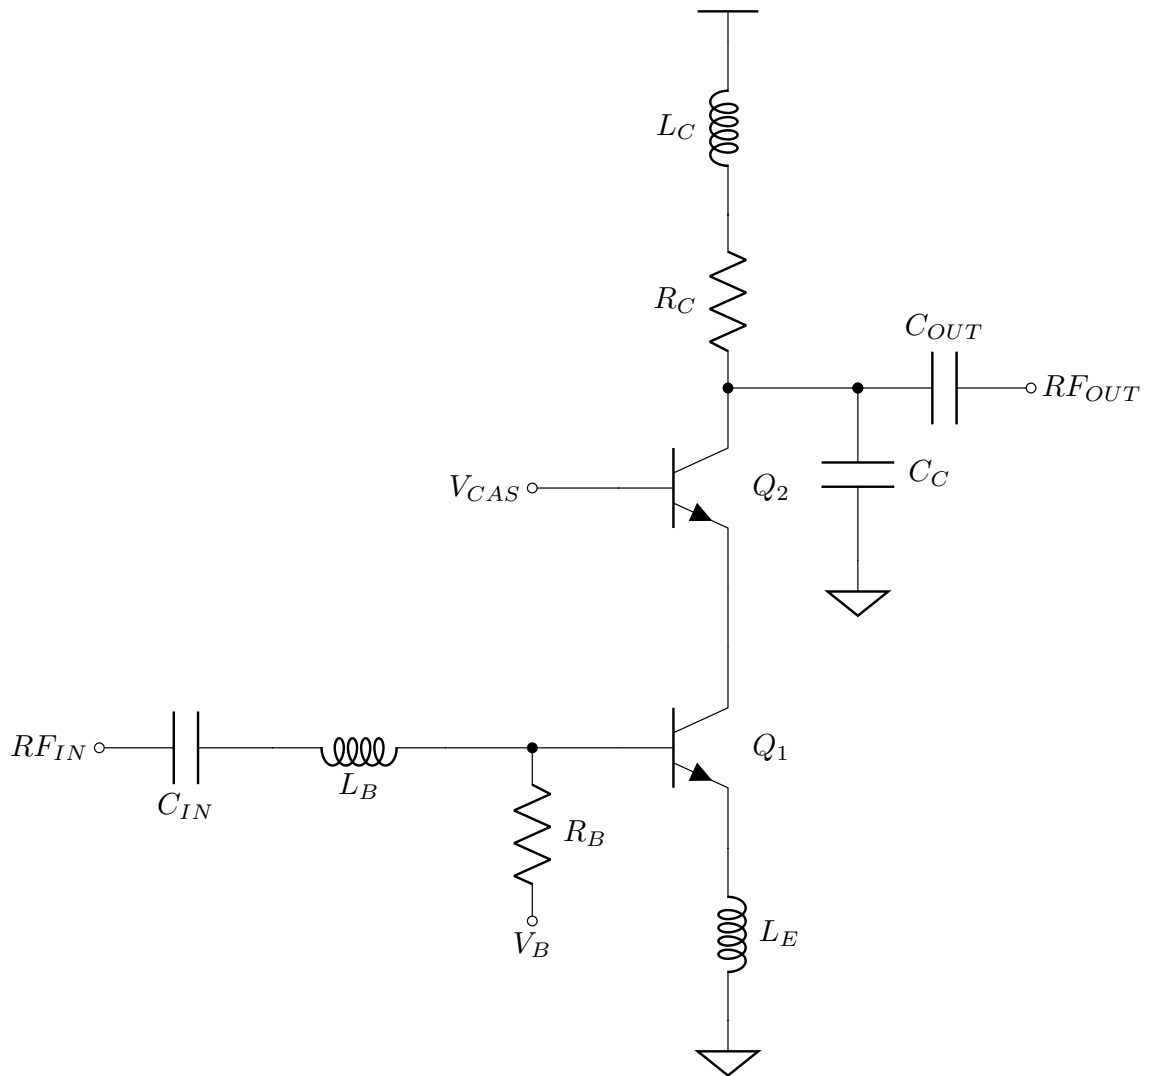 L_C
R_C
C_OUT
RF_OUT
C_C
V_CAS
Q_2
RF_IN
C_IN
L_B
Q_1
R_B
V_B
L_E